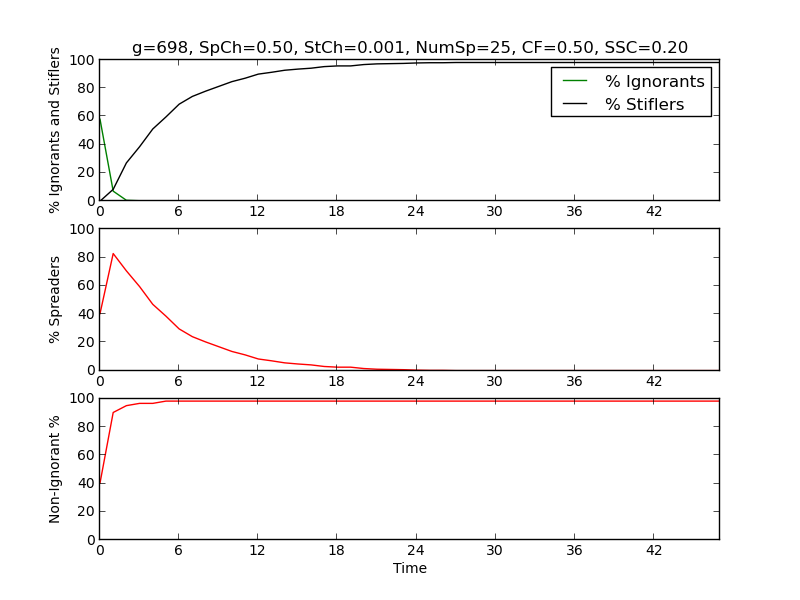 g=698, SpCh=0.50, StCh=0.001, NumSp=25, CF=0.50, SSC=0.20
% Ignorants and Stiflers
100
80
60
40
20
0
% Ignorants
% Stiflers
0 6 12 18 24 30 36 42
% Spreaders
100
80
60
40
20
0
0 6 12 18 24 30 36 42
Non-Ignorant %
100
80
60
40
20
0
0 6 12 18 24 30 36 42
Time